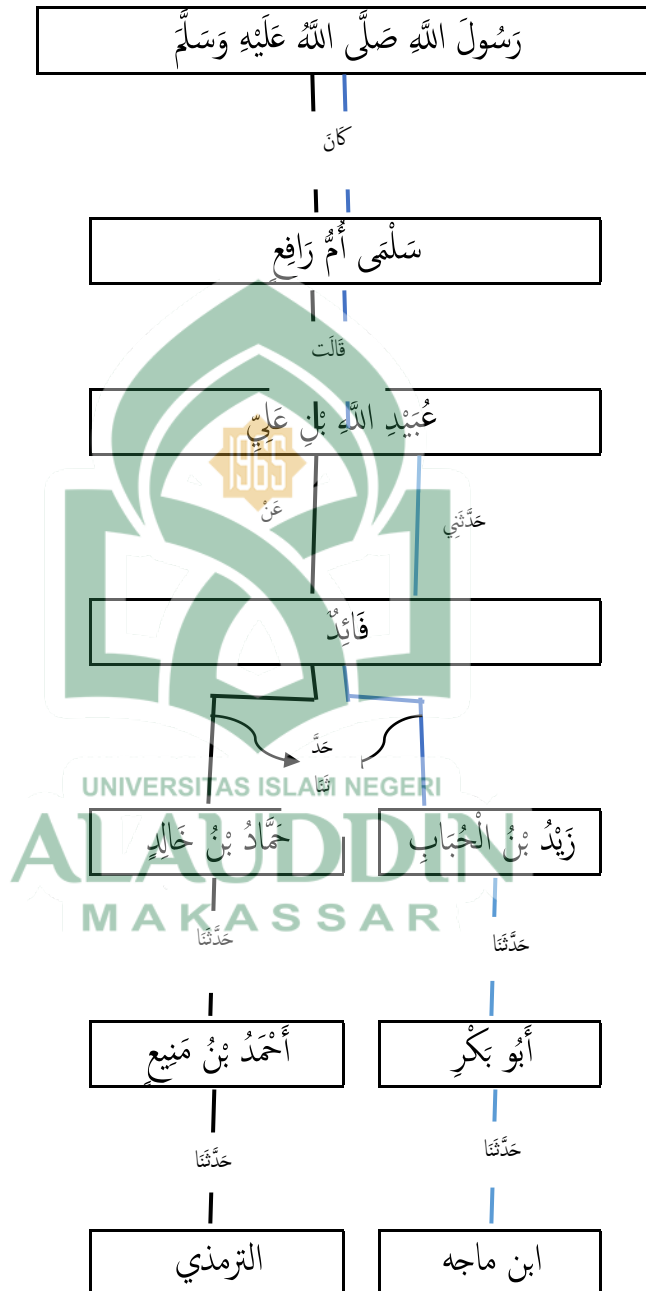 رَسُولَ اللَّهِ صَلَّى اللَّهُ عَلَيْهِ وَسَلَّمَ
كَانَ
سَلْمَى أُمُّ رَافِعٍ
قَالَت
عُبَيْدِ اللَّهِ بْنِ عَلِيِّ
1965
عَنْ
حَدَّثَنِي
فَائِدٌ
حَدَّ
ثَنَا
UNIVERSITAS ISLAM NEGERI
زَيْدُ بْنُ الْحُبَابِ
حَمَّادُ بْنُ خَالِدٍ
ALAUDDIN
MAKASSAR
حَدَّثَنَا
حَدَّثَنَا
أَبُو بَكْرِ
أَحْمَدُ بْنُ مَنِيعٍ
حَدَّثَنَا
حَدَّثَنَا
ابن ماجه
الترمذي